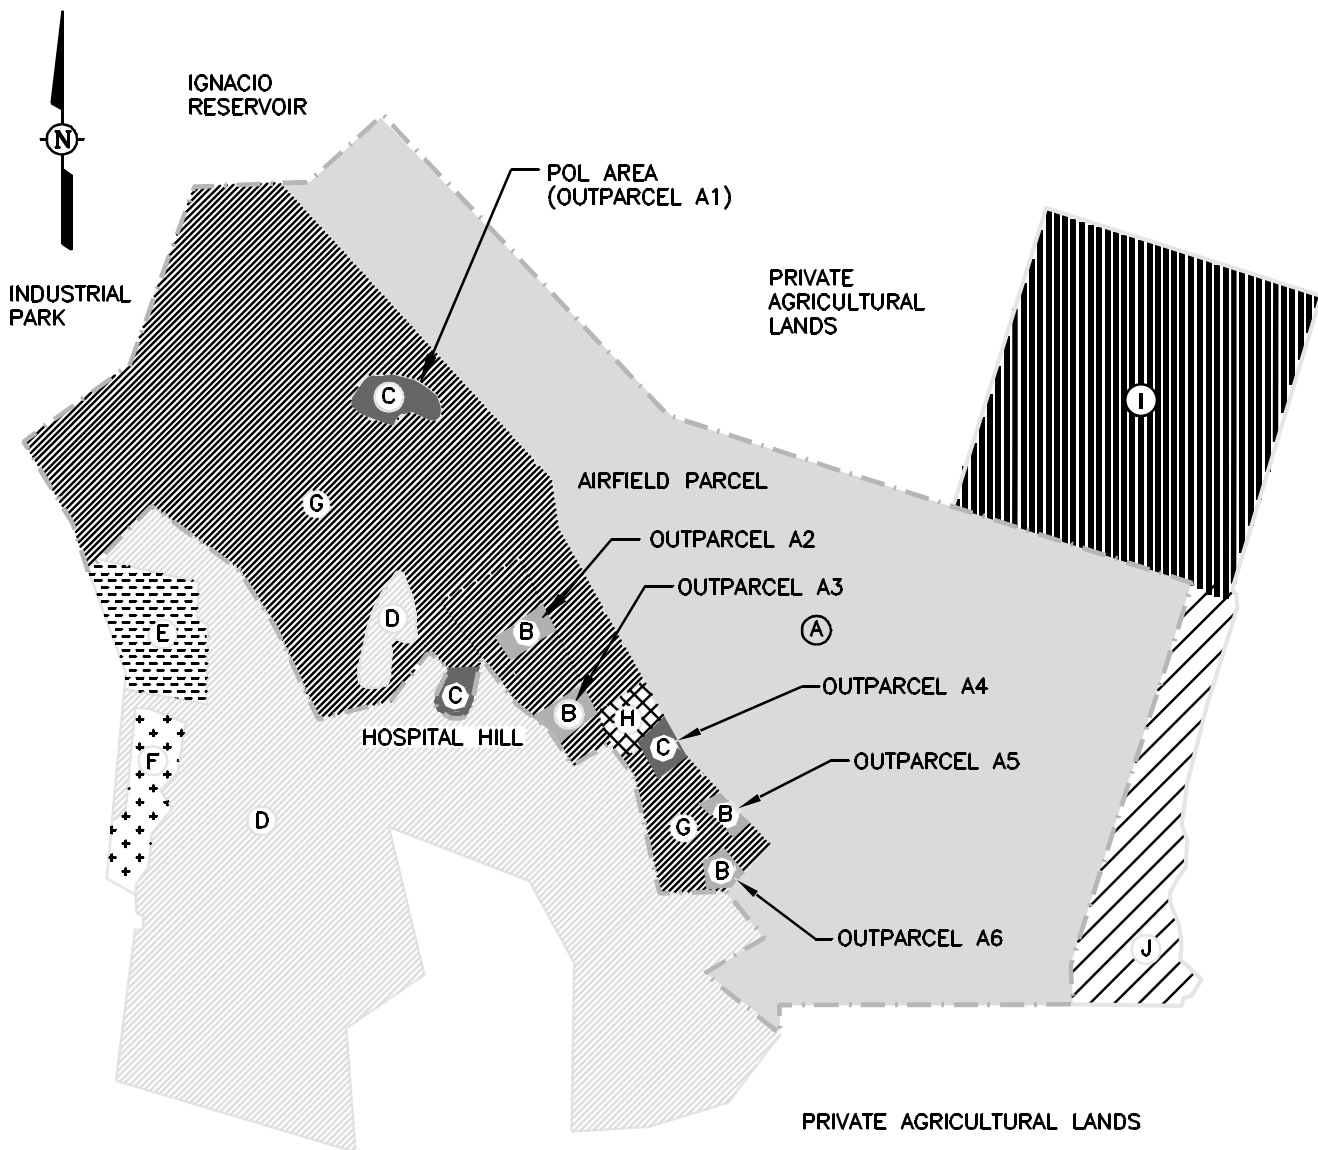 IGNACIO
RESERVOIR
N
POL AREA
(OUTPARCEL A1)
INDUSTRIAL
PARK
PRIVATE
AGRICULTURAL
LANDS
C
I
AIRFIELD PARCEL
G
OUTPARCEL A2
OUTPARCEL A3
D
B
A
E
C
OUTPARCEL A4
B
H
HOSPITAL HILL
C
F
OUTPARCEL A5
D
B
G
B
OUTPARCEL A6
J
PRIVATE AGRICULTURAL LANDS